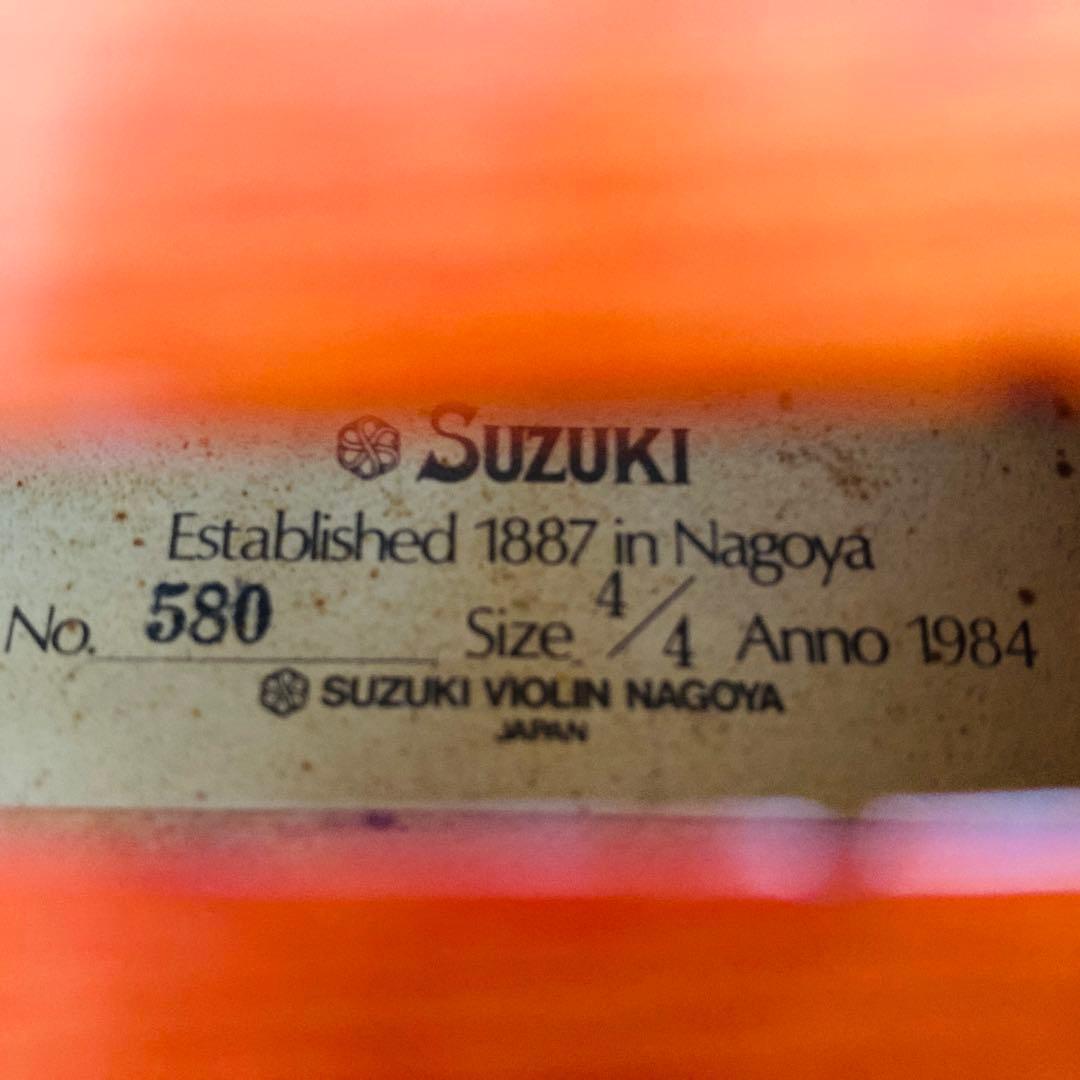 SUZUKI
Established 1887 in Nagoya
No. 580 Size 4/4 Anno 1984
SUZUKI VIOLIN NAGOYA
JAPAN